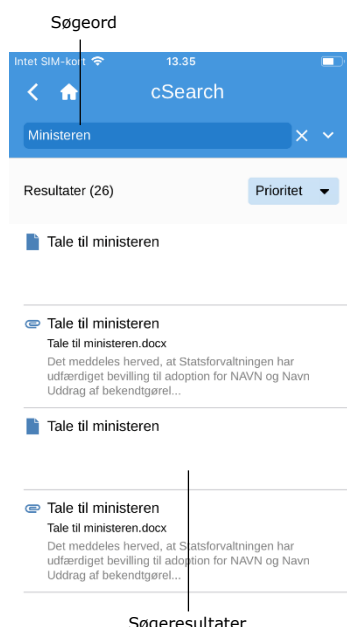 Søgeord
Intet SIM-kort 13.35
cSearch
Ministeren
Resultater (26) Prioritet
Tale til ministeren
Tale til ministeren
Tale til ministeren.docx
Det meddeles herved, at Statsforvaltningen har
udfærdiget bevilling til adoption for NAVN og Navn
Uddrag af bekendtgørel...
Tale til ministeren
Tale til ministeren
Tale til ministeren.docx
Det meddeles herved, at Statsforvaltningen har
udfærdiget bevilling til adoption for NAVN og Navn
Uddrag af bekendtgørel...
Søgeresultater